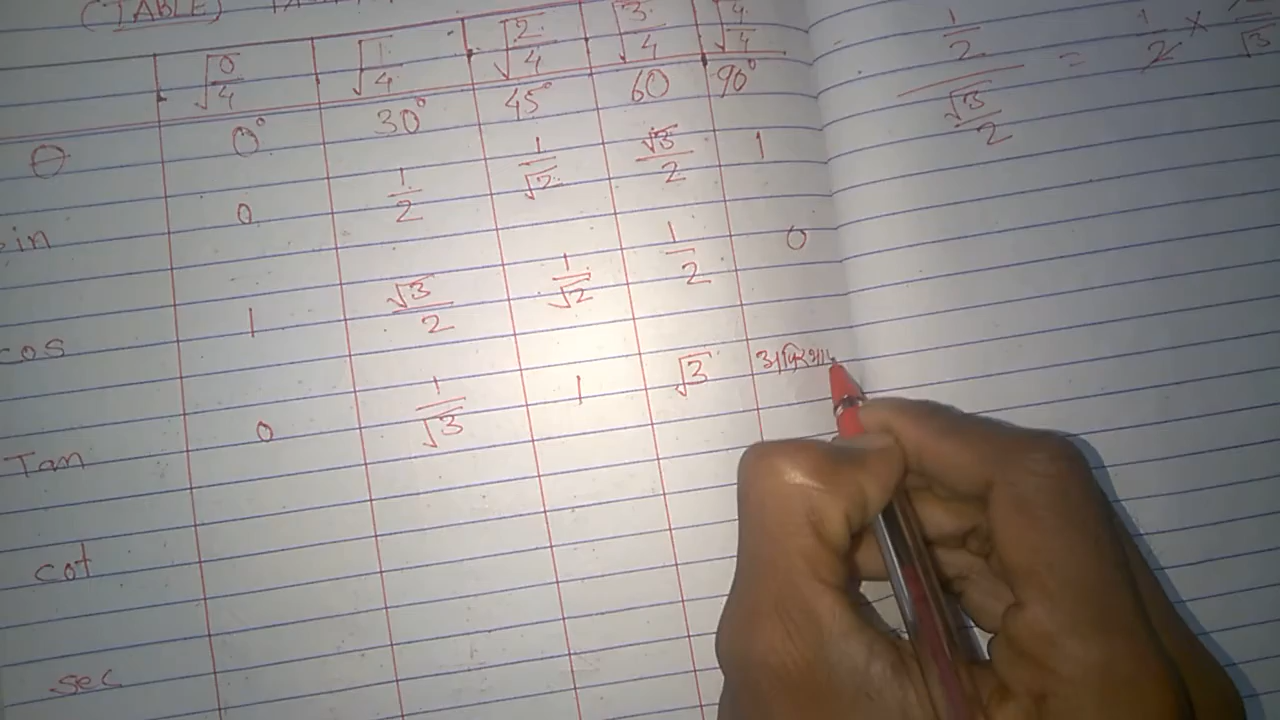 (TABLE)
√0/4 √1/4 √2/4 √3/4 √4/4
θ 0° 30° 45° 60 90°
sin 0 1/2 1/√2 √3/2 1
cos 1 √3/2 1/√2 1/2 0
Tan 0 1/√3 1 √3
cot
sec
1/2 / √3/2 = 1/2 ×